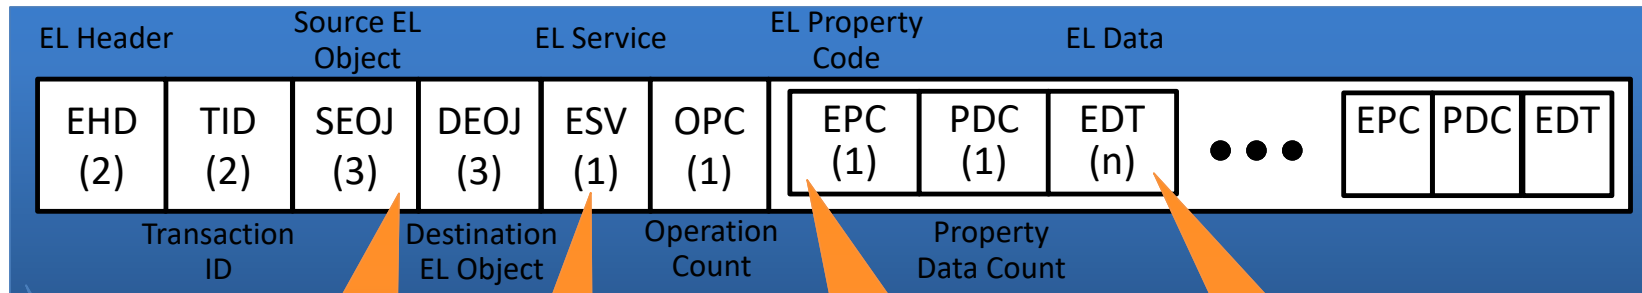 EL Header
Source EL
Object
EL Service
EL Property
Code
EL Data
EHD
(2)
TID
(2)
SEOJ
(3)
DEOJ
(3)
ESV
(1)
OPC
(1)
EPC
(1)
PDC
(1)
EDT
(n)
●●●
EPC
PDC
EDT
Transaction
ID
Destination
EL Object
Operation
Count
Property
Data Count